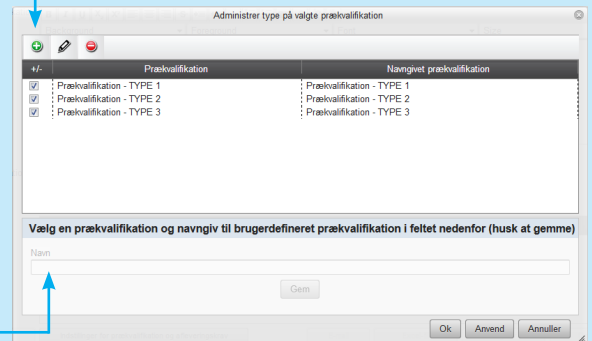 Administrer type på valgte prækvalifikation
+/- Prækvalifikation Navngivet prækvalifikation
Prækvalifikation - TYPE 1 Prækvalifikation - TYPE 1
Prækvalifikation - TYPE 2 Prækvalifikation - TYPE 2
Prækvalifikation - TYPE 3 Prækvalifikation - TYPE 3
Vælg en prækvalifikation og navngiv til brugerdefineret prækvalifikation i feltet nedenfor (husk at gemme)
Navn
Gem
Ok Anvend Annuller